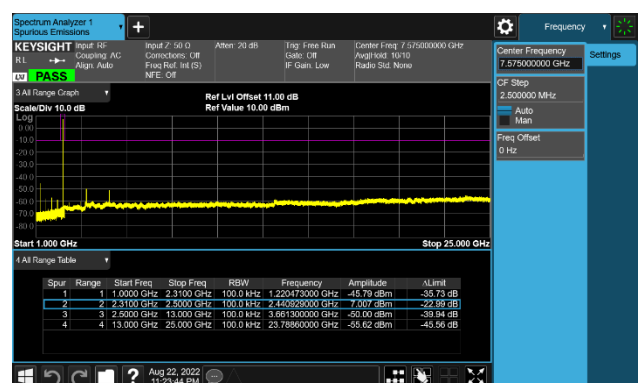 Spectrum Analyzer 1
Spurious Emissions
Frequency
KEYSIGHT Input: RF Input Z: 50 Ω Atten: 20 dB Trig: Free Run Center Freq: 7.575000000 GHz
RL Coupling: AC Corrections: Off Gate: Off Avg|Hold: 10/10
Align: Auto Freq Ref: Int (S) IF Gain: Low Radio Std: None
LV PASS NFE: Off
Center Frequency
7.575000000 GHz
Settings
CF Step
2.500000 MHz
Auto
Man
Freq Offset
0 Hz
3 All Range Graph
Ref Lvl Offset 11.00 dB
Scale/Div 10.0 dB Ref Value 10.00 dBm
Log
0.00
-10.0
-20.0
-30.0
-40.0
-50.0
-60.0
-70.0
-80.0
Start 1.000 GHz Stop 25.000 GHz
4 All Range Table
Spur Range Start Freq Stop Freq RBW Frequency Amplitude ΔLimit
1 1 1.0000 GHz 2.3100 GHz 100.0 kHz 1.220473000 GHz -45.79 dBm -35.73 dB
2 2 2.3100 GHz 2.5000 GHz 100.0 kHz 2.440929000 GHz 7.007 dBm -22.99 dB
3 3 2.5000 GHz 13.000 GHz 100.0 kHz 3.661300000 GHz -50.00 dBm -39.94 dB
4 4 13.000 GHz 25.000 GHz 100.0 kHz 23.78860000 GHz -55.62 dBm -45.56 dB
? Aug 22, 2022
11:23:44 PM